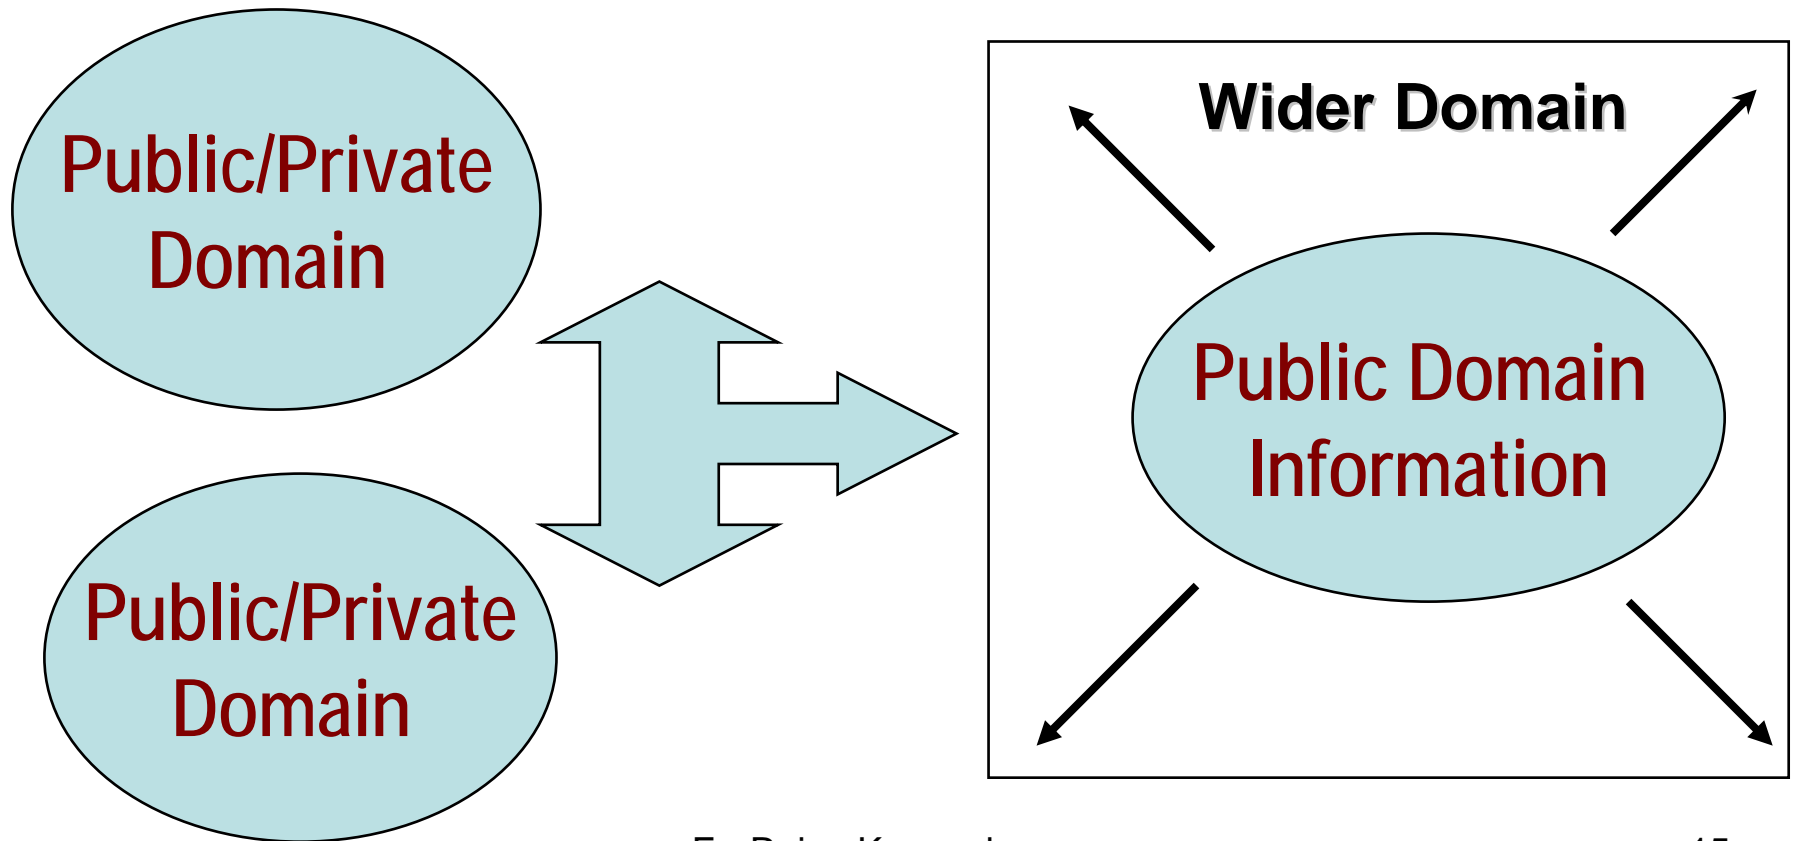 Public/Private
Domain
Wider Domain
Public Domain
Information
Public/Private
Domain